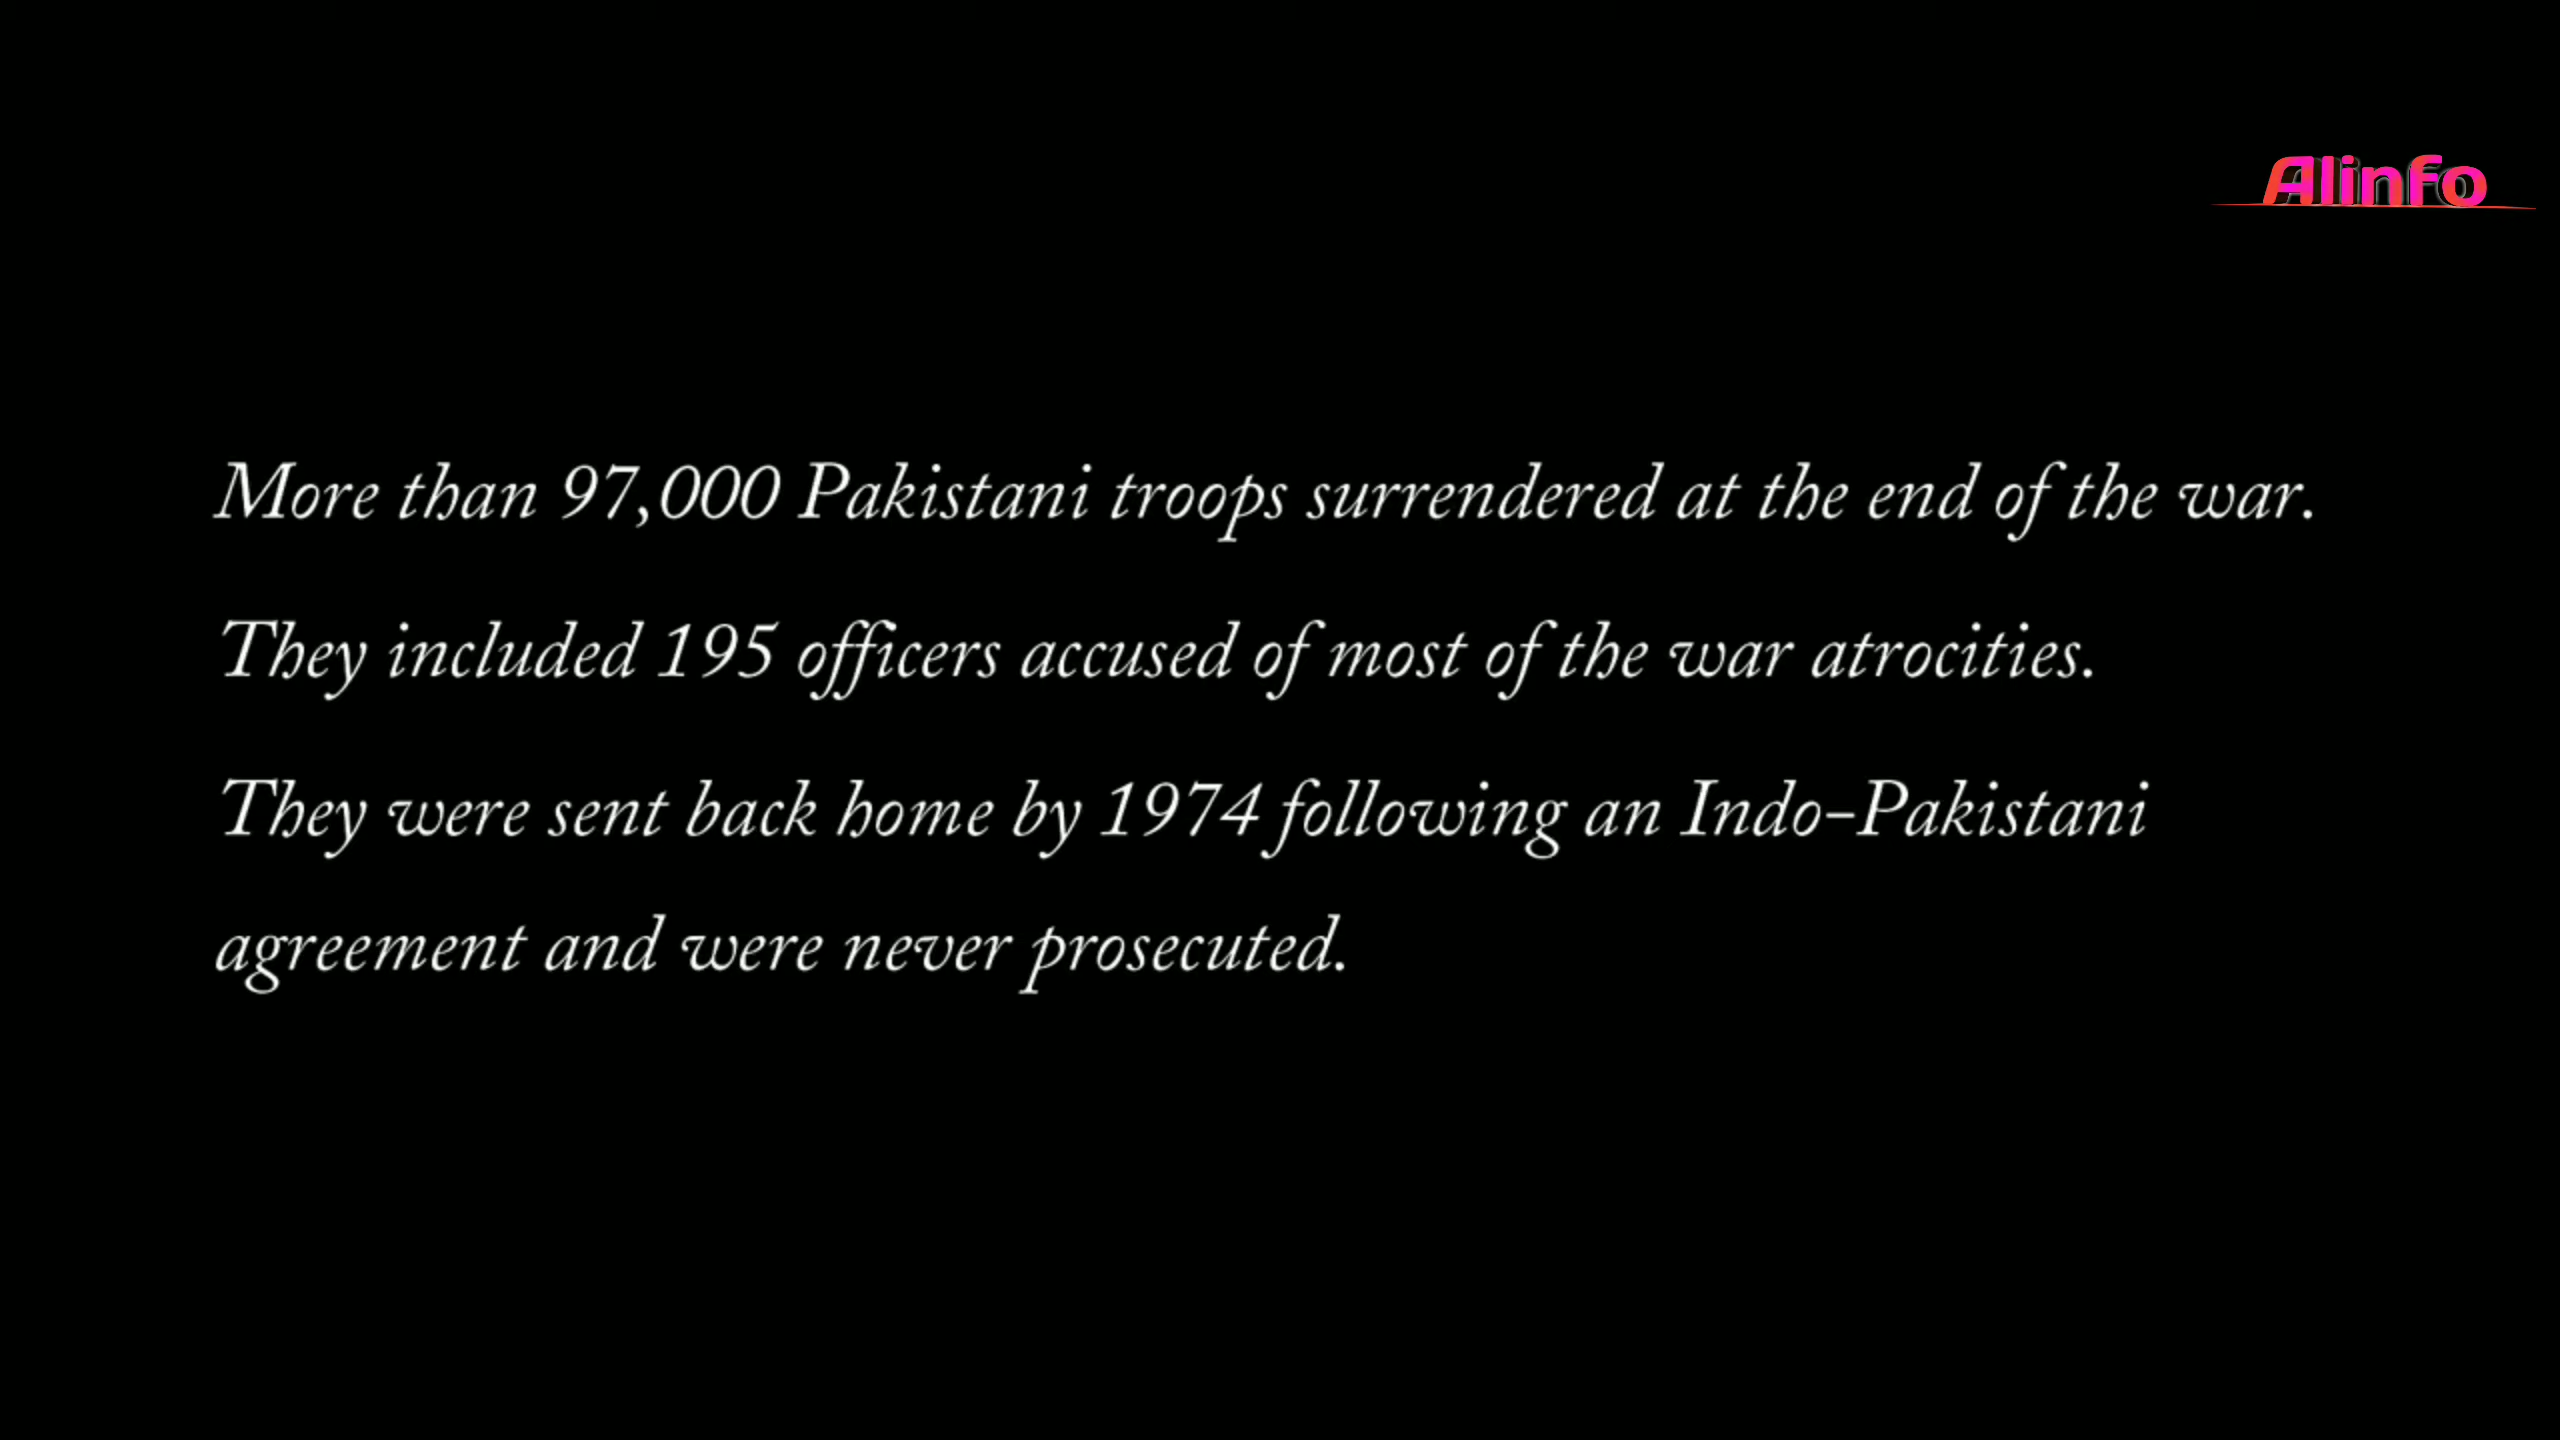 Alinfo
More than 97,000 Pakistani troops surrendered at the end of the war.
They included 195 officers accused of most of the war atrocities.
They were sent back home by 1974 following an Indo-Pakistani
agreement and were never prosecuted.